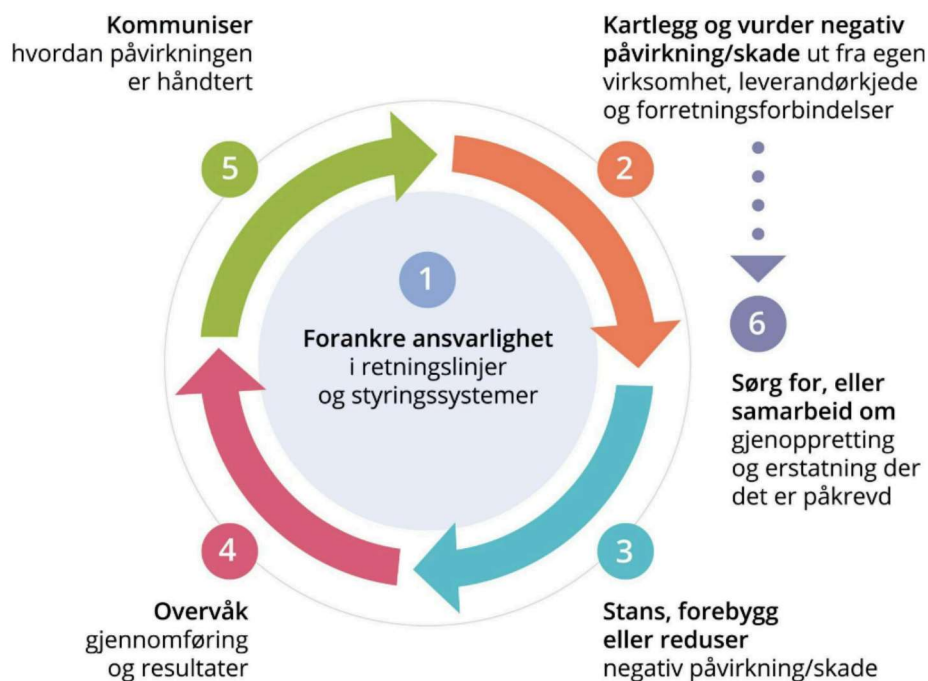 1
Forankre ansvarlighet
i retningslinjer
og styringssystemer
2
Kartlegg og vurder negativ
påvirkning/skade ut fra egen
virksomhet, leverandørkjede
og forretningsforbindelser
3
Stans, forebygg
eller reduser
negativ påvirkning/skade
4
Overvåk
gjennomføring
og resultater
5
Kommuniser
hvordan påvirkningen
er håndtert
6
Sørg for, eller
samarbeid om
gjenoppretting
og erstatning der
det er påkrevd